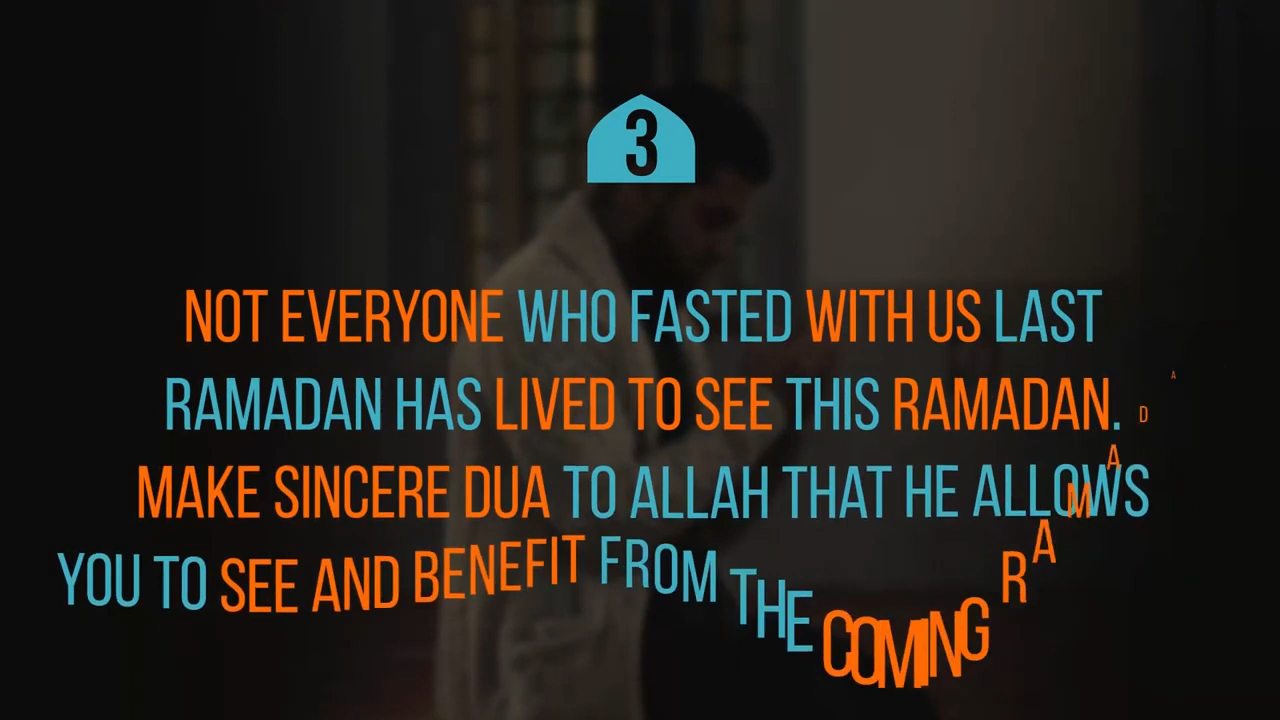 3
NOT EVERYONE WHO FASTED WITH US LAST
RAMADAN HAS LIVED TO SEE THIS RAMADAN.
MAKE SINCERE DUA TO ALLAH THAT HE ALLOWS
YOU TO SEE AND BENEFIT FROM THE COMING RAMADA